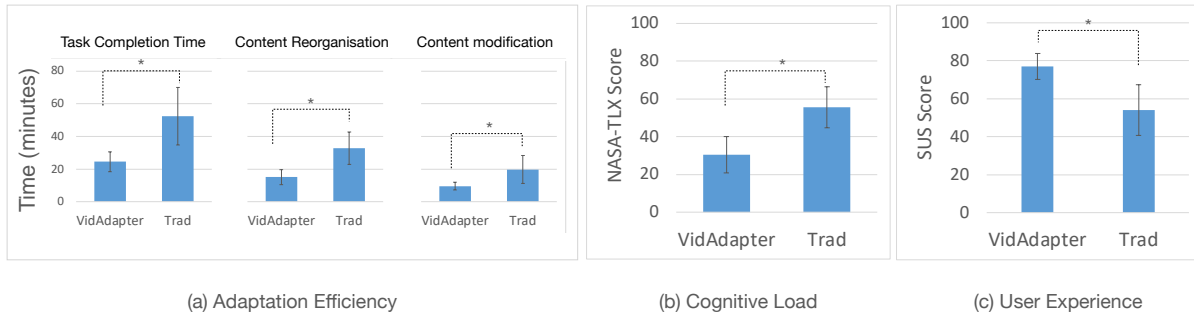 Task Completion Time
Content Reorganisation
Content modification
Time (minutes)
80
60
40
20
0
*
*
*
VidAdapter
Trad
VidAdapter
Trad
VidAdapter
Trad
(a) Adaptation Efficiency
NASA-TLX Score
100
80
60
40
20
0
*
VidAdapter
Trad
(b) Cognitive Load
SUS Score
100
80
60
40
20
0
*
VidAdapter
Trad
(c) User Experience